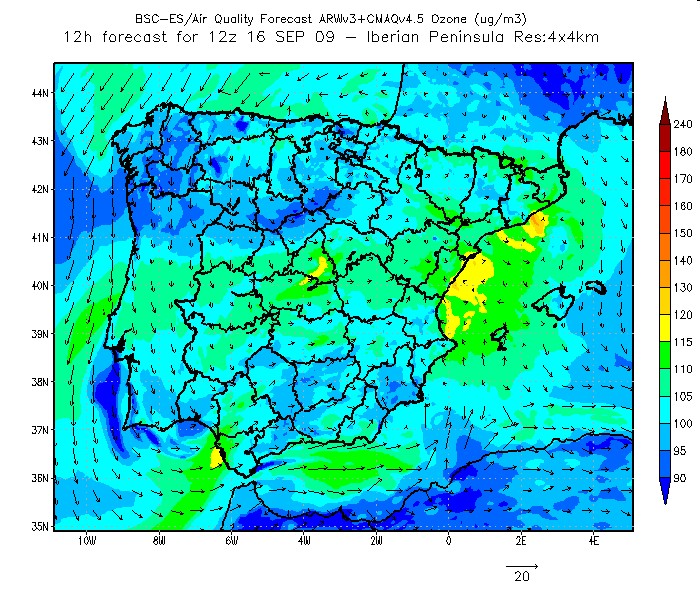 BSC-ES/Air Quality Forecast ARWv3+CMAQv4.5 Ozone (ug/m3)
12h forecast for 12z 16 SEP 09 - Iberian Peninsula Res:4x4km
44N
43N
42N
41N
40N
39N
38N
37N
36N
35N
10W
8W
6W
4W
2W
0
2E
4E
240
180
170
160
150
140
130
120
115
110
105
100
95
90
20